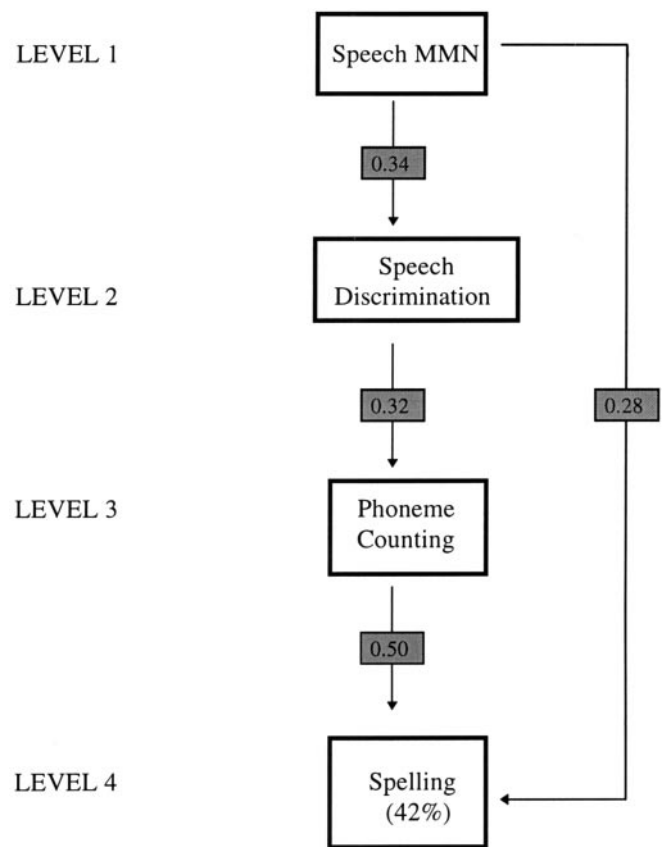 LEVEL 1
Speech MMN
0.34
LEVEL 2
Speech
Discrimination
0.32
0.28
LEVEL 3
Phoneme
Counting
0.50
LEVEL 4
Spelling
(42%)